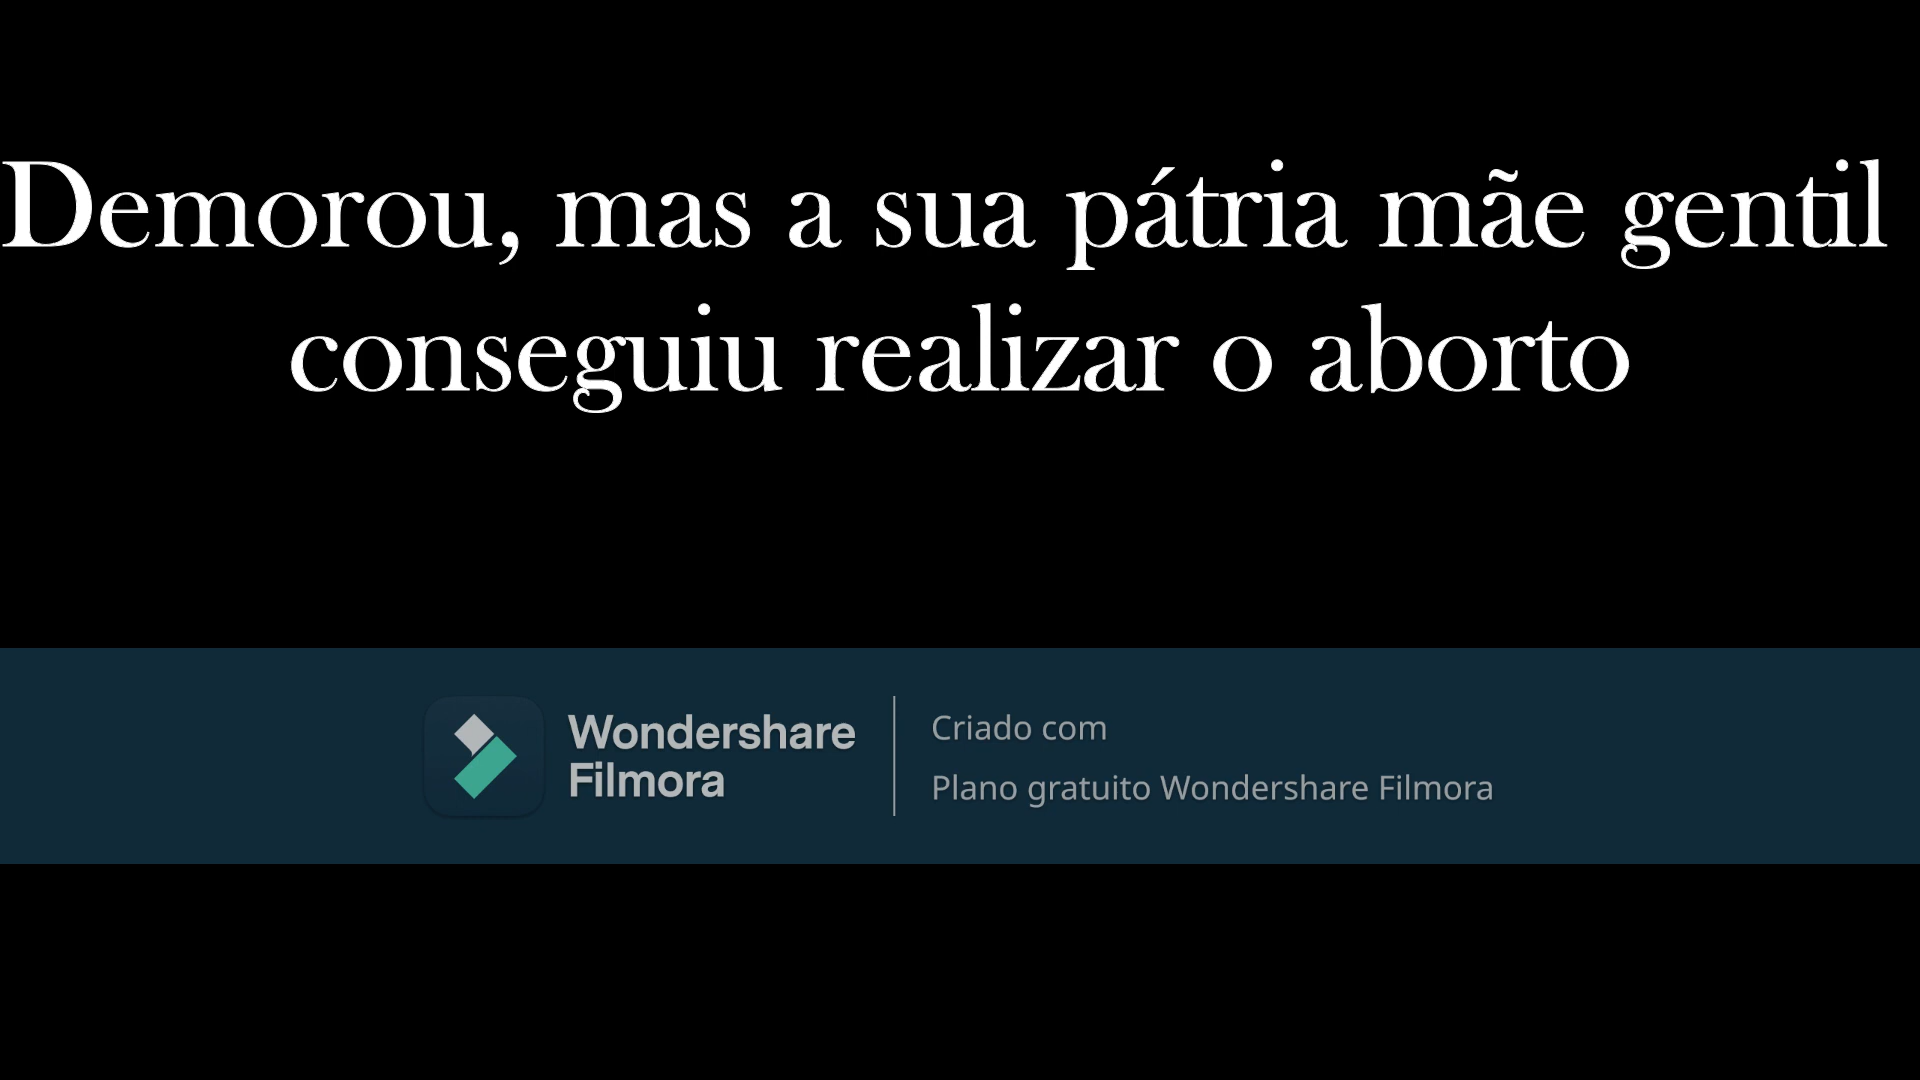 Demorou, mas a sua pátria mãe gentil
conseguiu realizar o aborto
Wondershare
Filmora
Criado com
Plano gratuito Wondershare Filmora